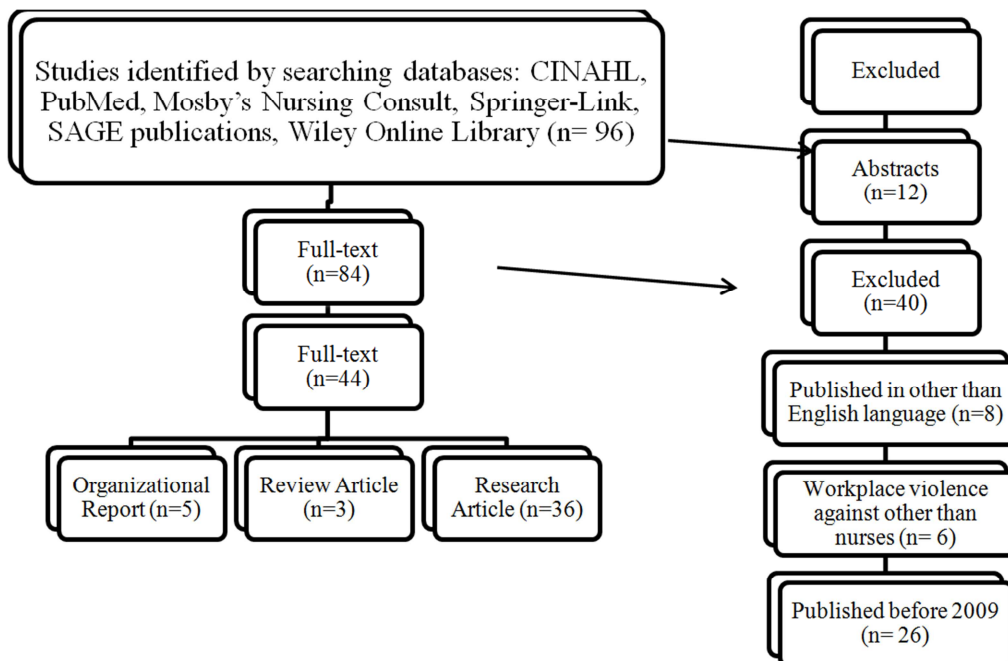 Studies identified by searching databases: CINAHL,
PubMed, Mosby's Nursing Consult, Springer-Link,
SAGE publications, Wiley Online Library (n= 96)
Full-text
(n=84)
Full-text
(n=44)
Organizational
Report (n=5)
Review Article
(n=3)
Research
Article (n=36)
Excluded
Abstracts
(n=12)
Excluded
(n=40)
Published in other than
English language (n=8)
Workplace violence
against other than
nurses (n= 6)
Published before 2009
(n= 26)